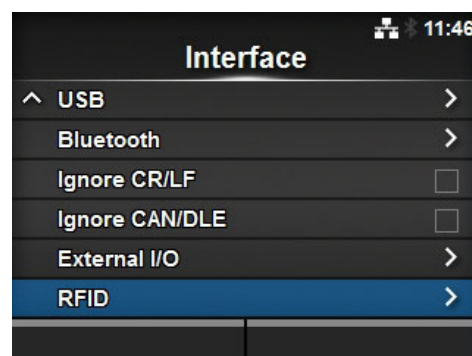 11:46
Interface
USB
Bluetooth
Ignore CR/LF
Ignore CAN/DLE
External I/O
RFID